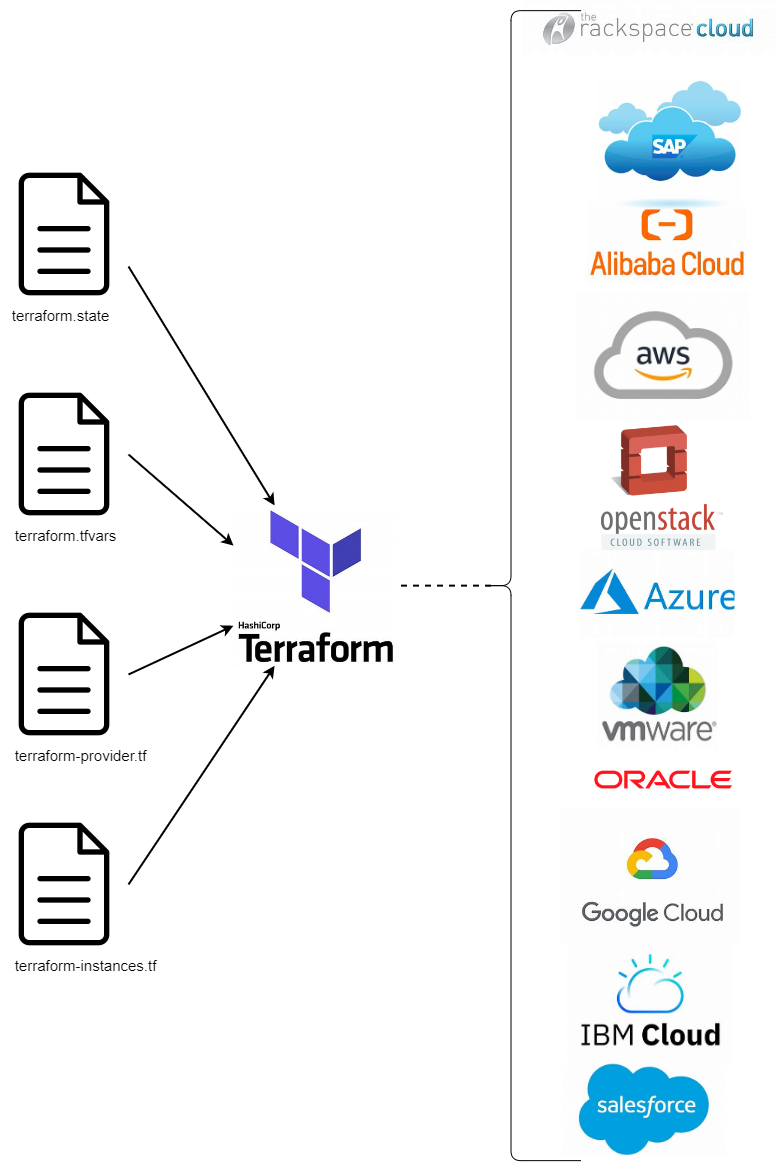 terraform.state
terraform.tfvars
terraform-provider.tf
terraform-instances.tf
HashiCorp
Terraform
the
rackspace cloud
SAP
Alibaba Cloud
aws
openstack™
CLOUD SOFTWARE
Azure
vmware®
ORACLE
Google Cloud
IBM Cloud
salesforce